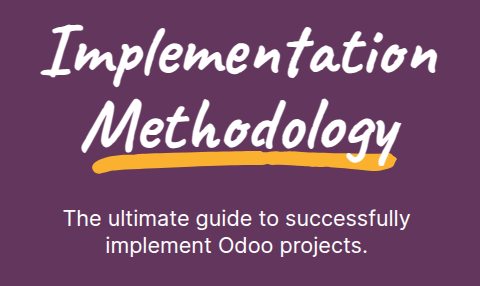 Implementation
Methodology
The ultimate guide to successfully
implement Odoo projects.